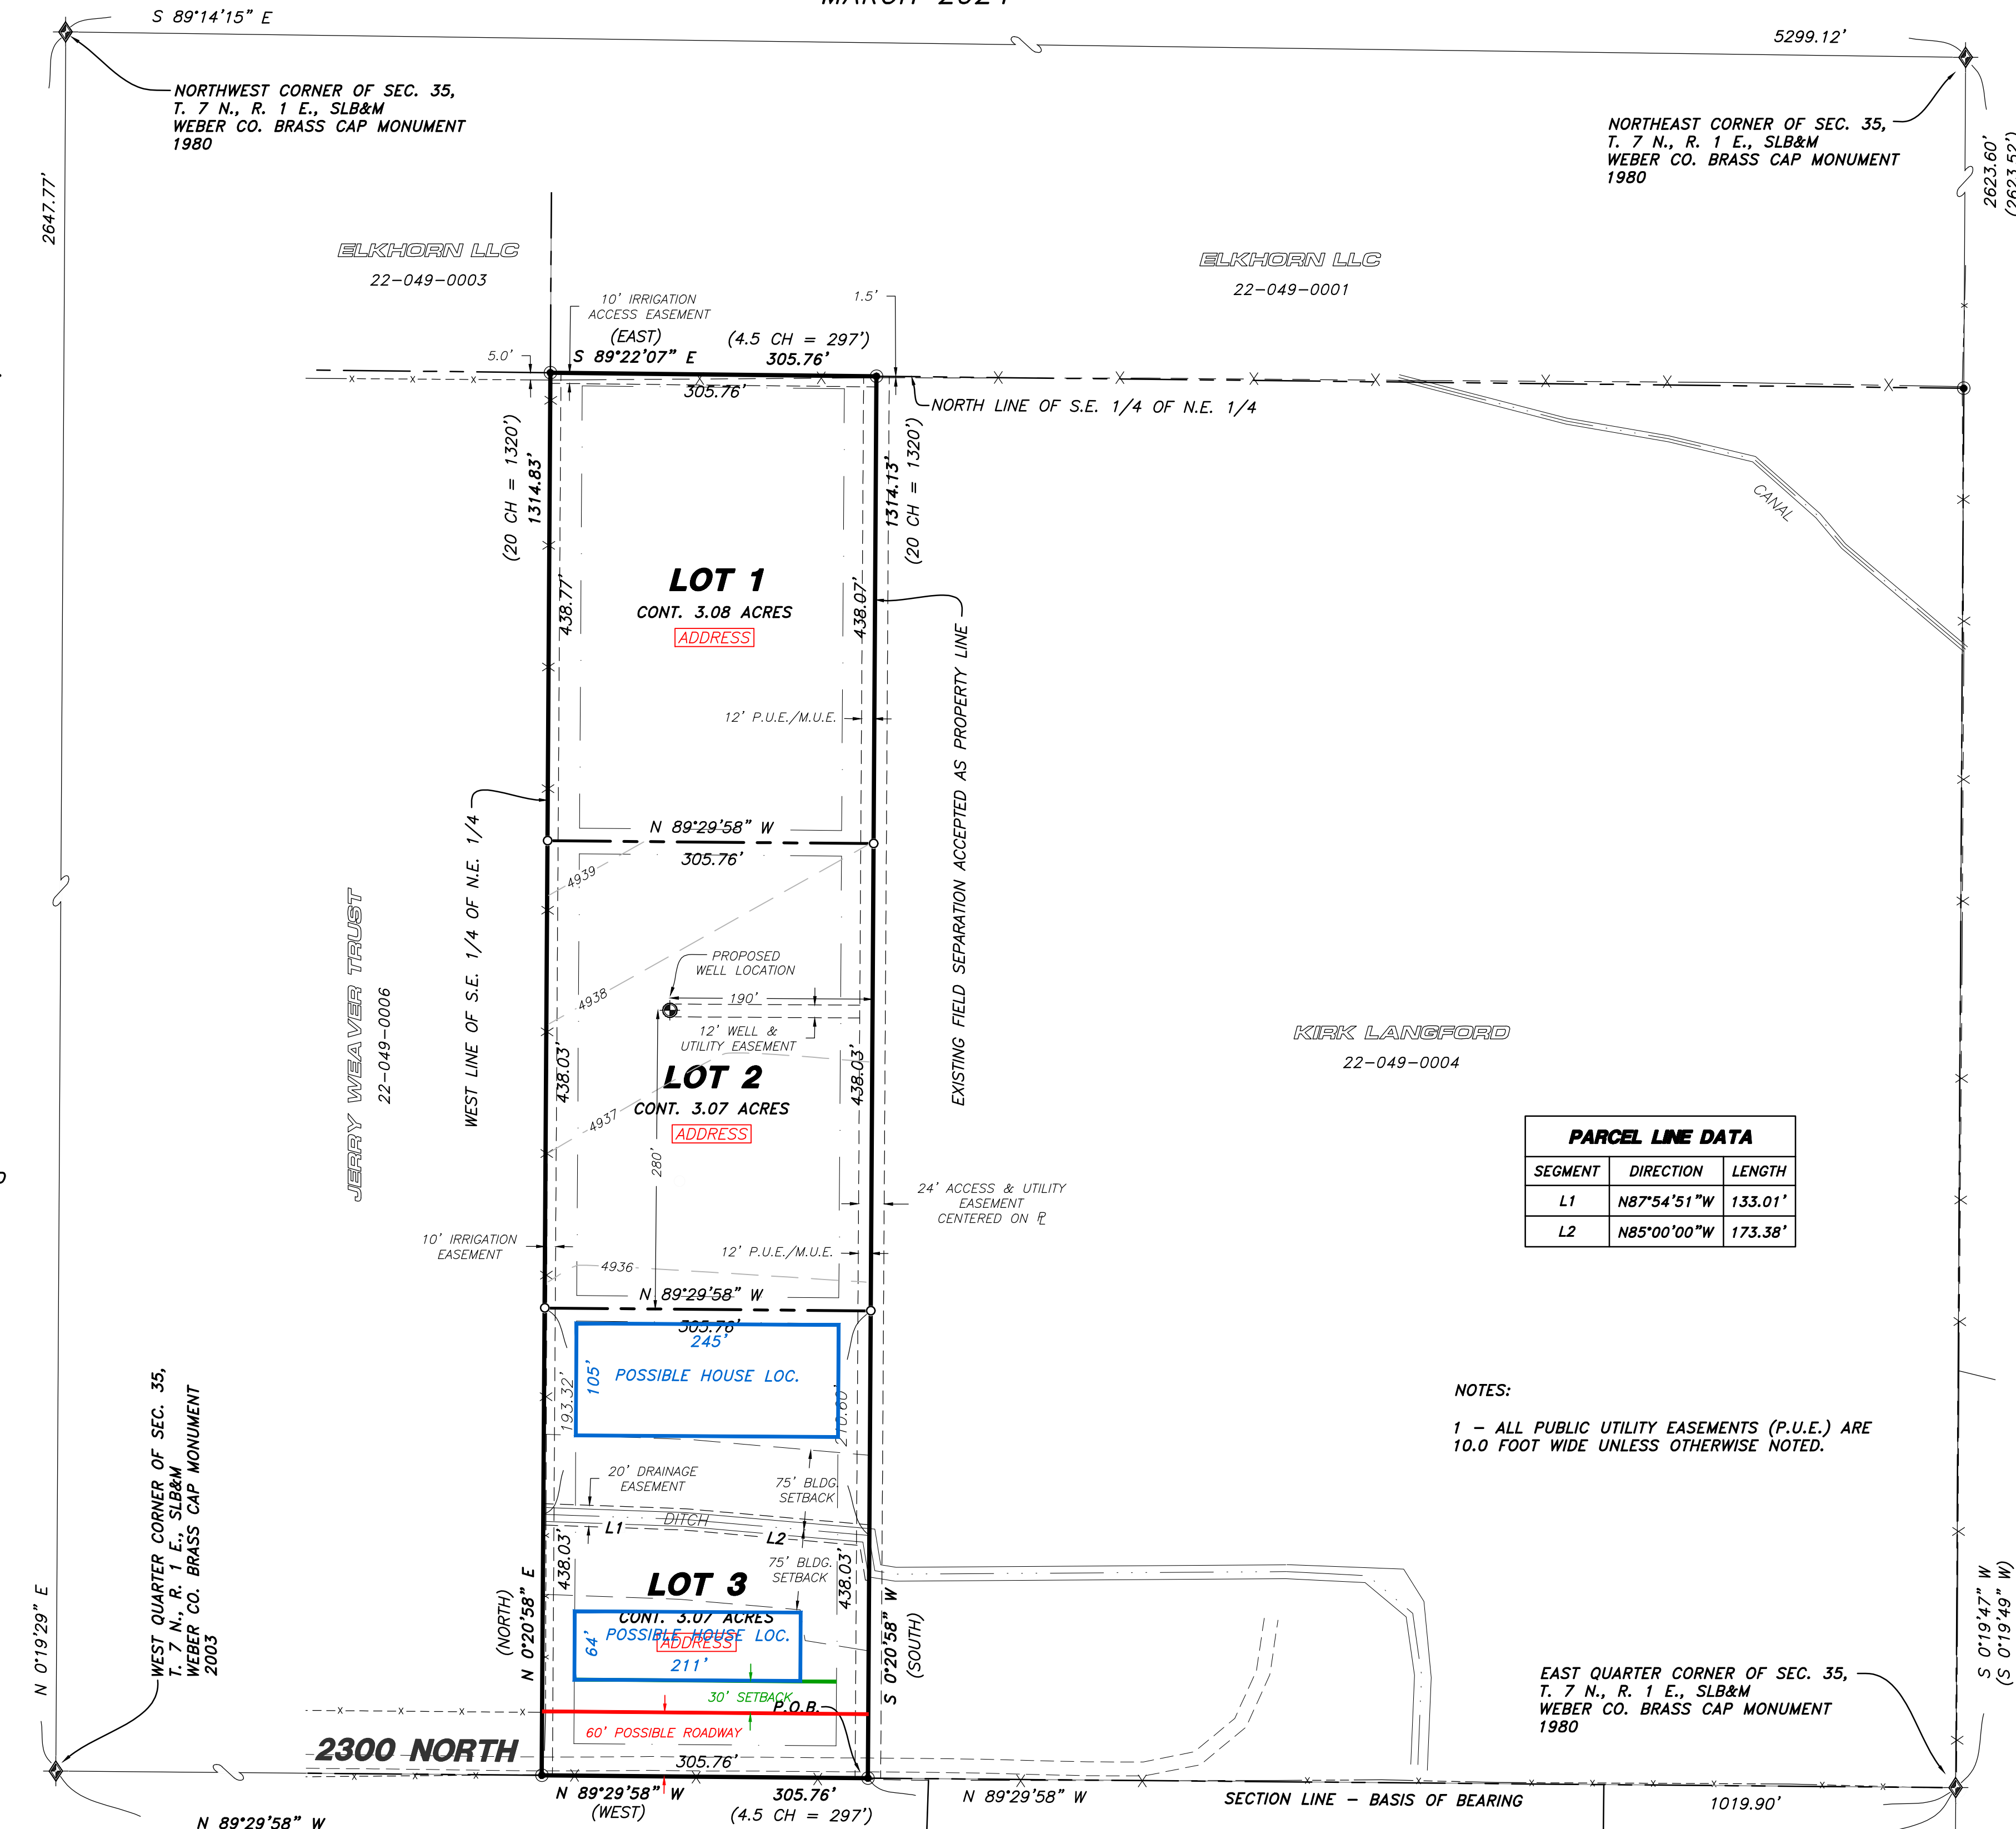 S 89°14'15" E
5299.12'
NORTHWEST CORNER OF SEC. 35,
T. 7 N., R. 1 E., SLB&M
WEBER CO. BRASS CAP MONUMENT
1980
NORTHEAST CORNER OF SEC. 35,
T. 7 N., R. 1 E., SLB&M
WEBER CO. BRASS CAP MONUMENT
1980
2647.77'
2623.60'
(2623.52')
ELKHORN LLC
22-049-0003
ELKHORN LLC
22-049-0001
10' IRRIGATION
ACCESS EASEMENT
1.5'
(EAST)
(4.5 CH = 297')
5.0'
S 89°22'07" E
305.76'
305.76'
NORTH LINE OF S.E. 1/4 OF N.E. 1/4
(20 CH = 1320')
1314.83'
1314.13'
(20 CH = 1320')
CANAL
LOT 1
CONT. 3.08 ACRES
ADDRESS
438.77'
438.07'
12' P.U.E./M.U.E.
WEST LINE OF S.E. 1/4 OF N.E. 1/4
EXISTING FIELD SEPARATION ACCEPTED AS PROPERTY LINE
N 89°29'58" W
305.76'
4939
4938
PROPOSED
WELL LOCATION
190'
12' WELL &
UTILITY EASEMENT
JERRY WEAVER TRUST
22-049-0006
KIRK LANGFORD
22-049-0004
438.03'
438.03'
LOT 2
CONT. 3.07 ACRES
ADDRESS
4937
280'
24' ACCESS & UTILITY
EASEMENT
CENTERED ON PL
10' IRRIGATION
EASEMENT
12' P.U.E./M.U.E.
4936
N 89°29'58" W
305.76'
PARCEL LINE DATA
SEGMENT DIRECTION LENGTH
L1 N87°54'51"W 133.01'
L2 N85°00'00"W 173.38'
245'
105'
POSSIBLE HOUSE LOC.
193.32'
NOTES:
1 - ALL PUBLIC UTILITY EASEMENTS (P.U.E.) ARE
10.0 FOOT WIDE UNLESS OTHERWISE NOTED.
20' DRAINAGE
EASEMENT
75' BLDG.
SETBACK
DITCH
L1
L2
75' BLDG.
SETBACK
438.03'
438.03'
LOT 3
CONT. 3.07 ACRES
POSSIBLE HOUSE LOC.
ADDRESS
64'
211'
30' SETBACK
P.O.B.
60' POSSIBLE ROADWAY
305.76'
(NORTH)
N 0°20'58" E
S 0°20'58" W
(SOUTH)
WEST QUARTER CORNER OF SEC. 35,
T. 7 N., R. 1 E., SLB&M
WEBER CO. BRASS CAP MONUMENT
2003
N 0°19'29" E
EAST QUARTER CORNER OF SEC. 35,
T. 7 N., R. 1 E., SLB&M
WEBER CO. BRASS CAP MONUMENT
1980
S 0°19'47" W
(S 0°19'49" W)
2300 NORTH
N 89°29'58" W
(WEST)
305.76'
(4.5 CH = 297')
N 89°29'58" W
SECTION LINE - BASIS OF BEARING
1019.90'
N 89°29'58" W